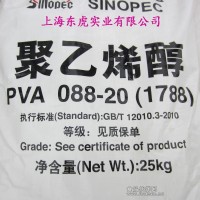 Sinopec SINOPEC
上海东虎实业有限公司
聚乙烯醇
PVA 088-20 (1788)
执行标准(Standard):GB/T 12010.3-2010
等级: 见质保单
Grade: See certificate of product
净含量(Net Wt.): 25kg